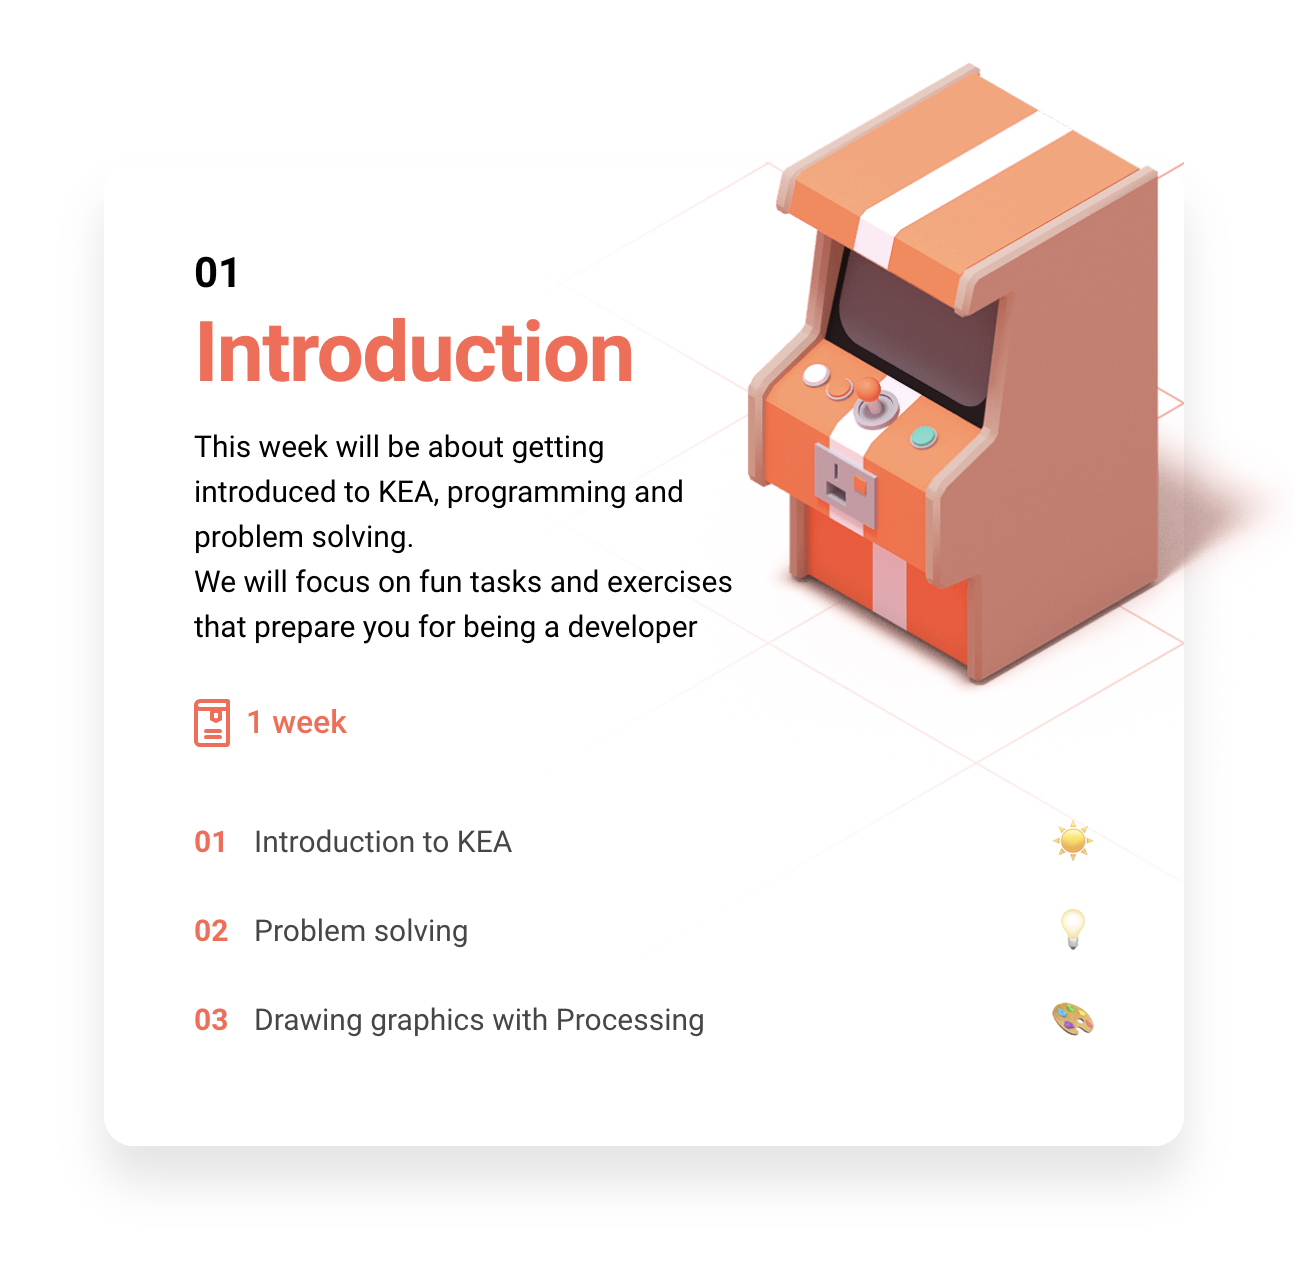 01
Introduction
This week will be about getting
introduced to KEA, programming and
problem solving.
We will focus on fun tasks and exercises
that prepare you for being a developer
1 week
01 Introduction to KEA
02 Problem solving
03 Drawing graphics with Processing